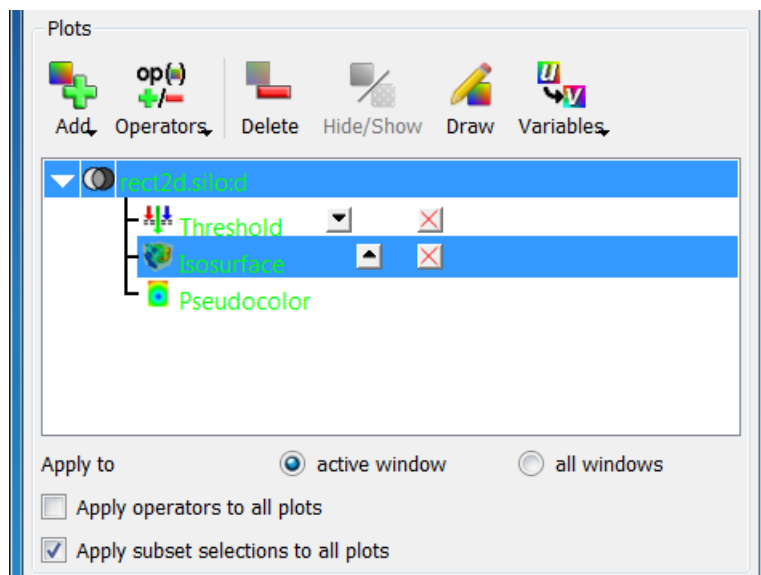 Plots
op(=)
+/-
U
V
Add Operators Delete Hide/Show Draw Variables
rect2d.silo:d
Threshold
Isosurface
Pseudocolor
Apply to active window all windows
Apply operators to all plots
Apply subset selections to all plots